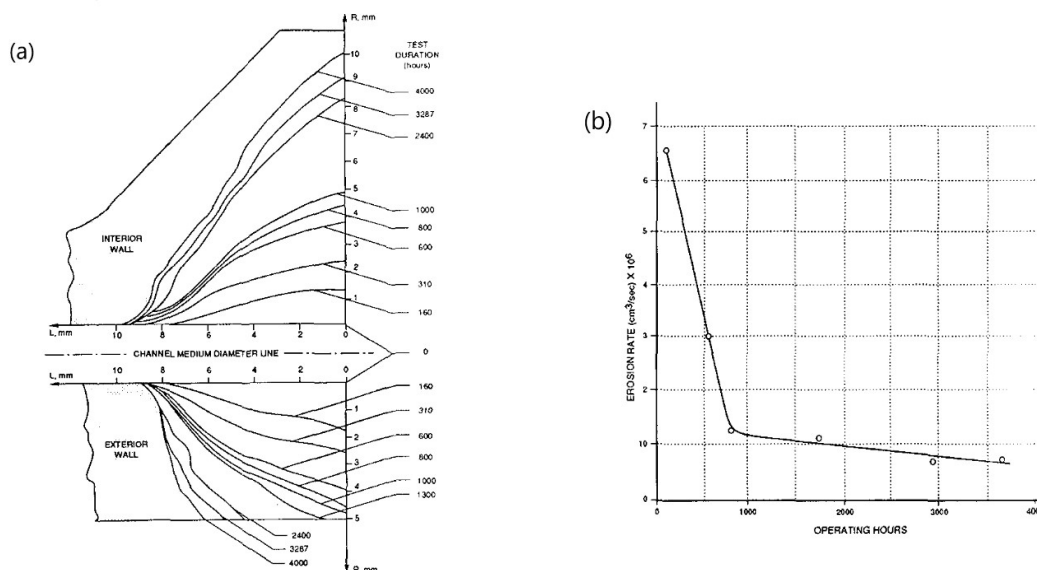 (a)
R, mm
TEST
DURATION
(hours)
10
9
8
7
6
5
4
3
2
1
4000
3287
2400
1000
800
600
310
160
INTERIOR
WALL
L, mm 10 8 6 4 2 0
CHANNEL MEDIUM DIAMETER LINE
0
L, mm 10 8 6 4 2 0
1
2
3
4
5
160
310
600
800
1000
1300
EXTERIOR
WALL
2400
3287
4000
(b)
7
6
5
4
3
2
10
0
EROSION RATE (cm³/sec) X 10⁶
0 1000 2000 3000 400
OPERATING HOURS